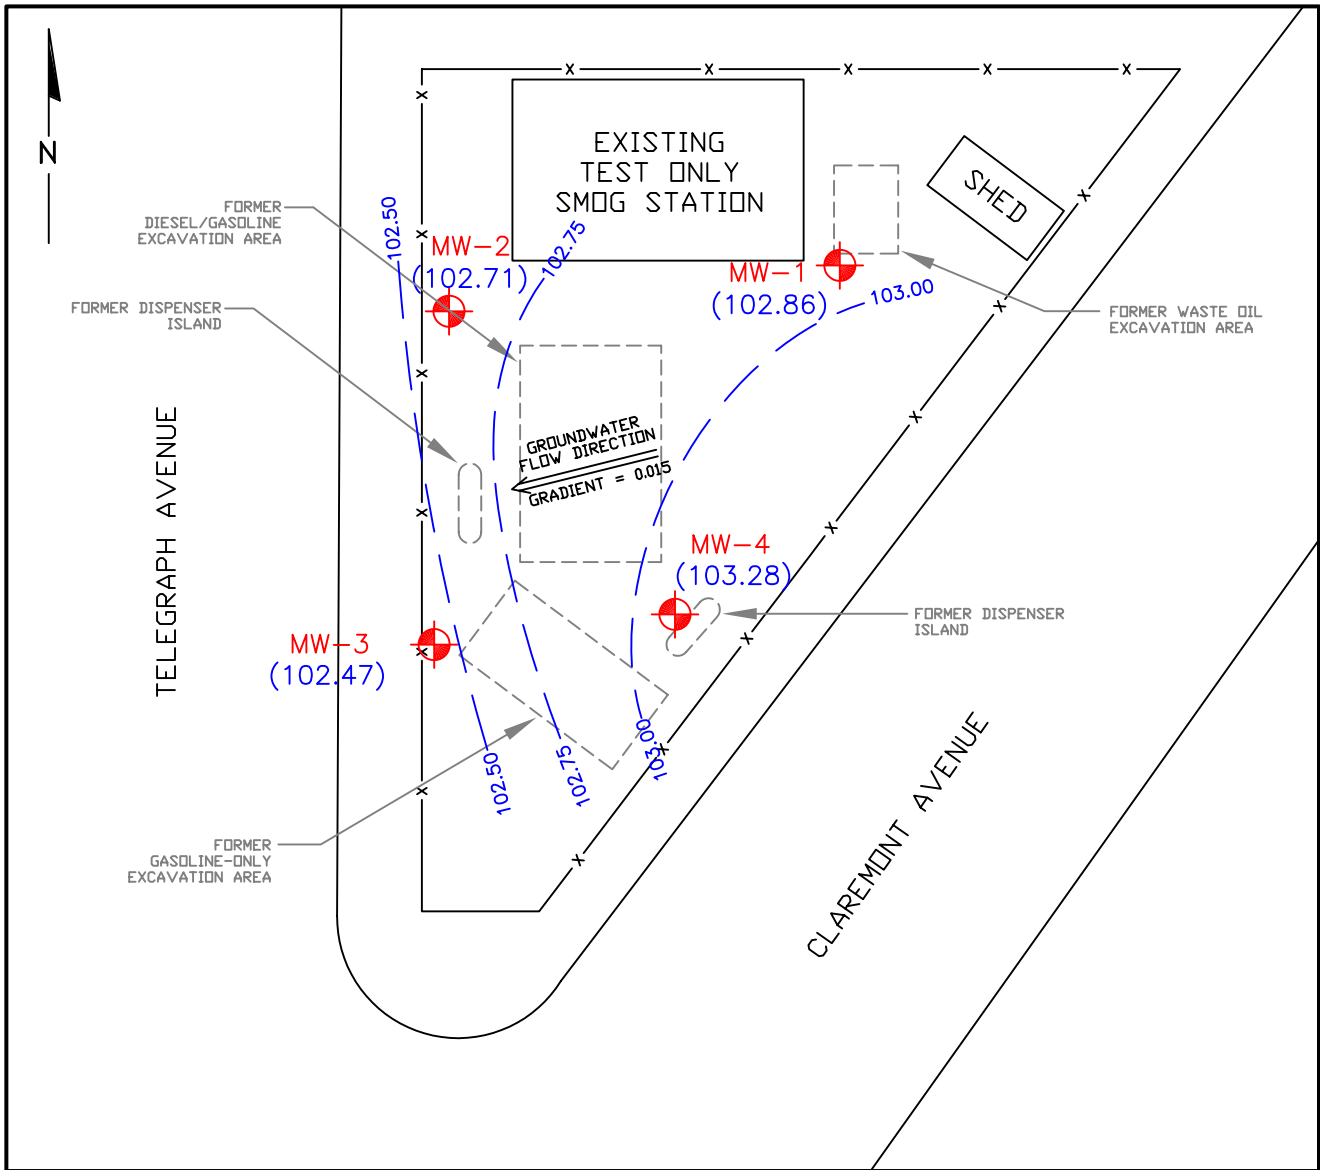 N
EXISTING
TEST ONLY
SMOG STATION
SHED
FORMER
DIESEL/GASOLINE
EXCAVATION AREA
102.50
MW-2
(102.71)
102.75
MW-1
(102.86)
103.00
FORMER DISPENSER
ISLAND
FORMER WASTE OIL
EXCAVATION AREA
TELEGRAPH AVENUE
GROUNDWATER
FLOW DIRECTION
GRADIENT = 0.015
MW-4
(103.28)
FORMER DISPENSER
ISLAND
MW-3
(102.47)
102.50
102.75
103.00
CLAREMONT AVENUE
FORMER
GASOLINE-ONLY
EXCAVATION AREA